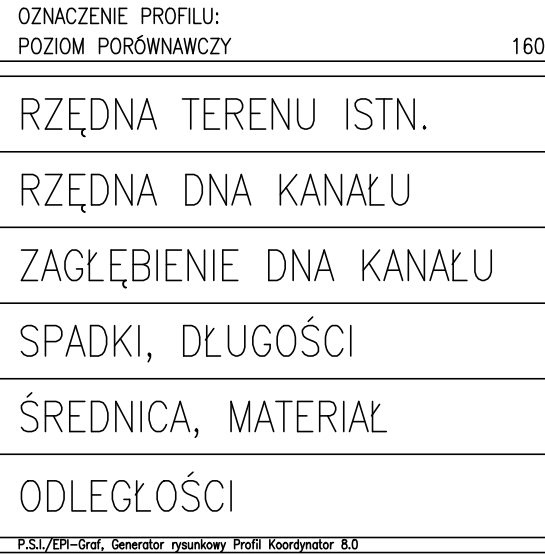 OZNACZENIE PROFILU:
POZIOM PORÓWNAWCZY 160
RZĘDNA TERENU ISTN.
RZĘDNA DNA KANAŁU
ZAGŁĘBIENIE DNA KANAŁU
SPADKI, DŁUGOŚCI
ŚREDNICA, MATERIAŁ
ODLEGŁOŚCI
P.S.I./EPI-Graf, Generator rysunkowy Profil Koordynator 8.0